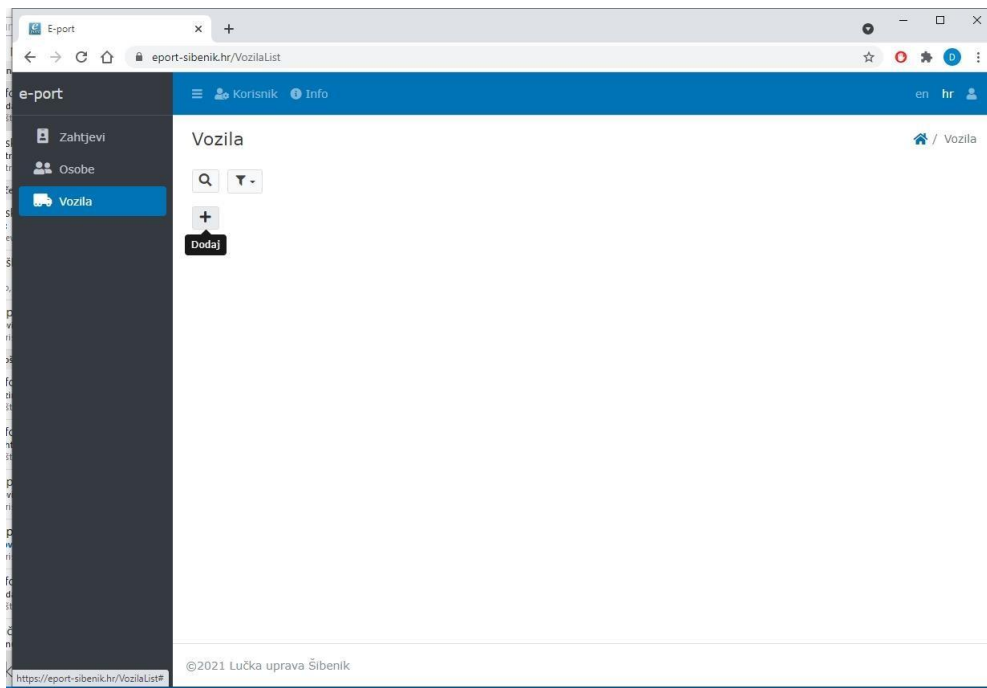 E-port
eport-sibenik.hr/VozilaList
D
e-port
Korisnik
Info
en hr
Zahtjevi
Osobe
Vozila
Vozila
/ Vozila
Dodaj
©2021 Lučka uprava Šibenik
https://eport-sibenik.hr/VozilaList#